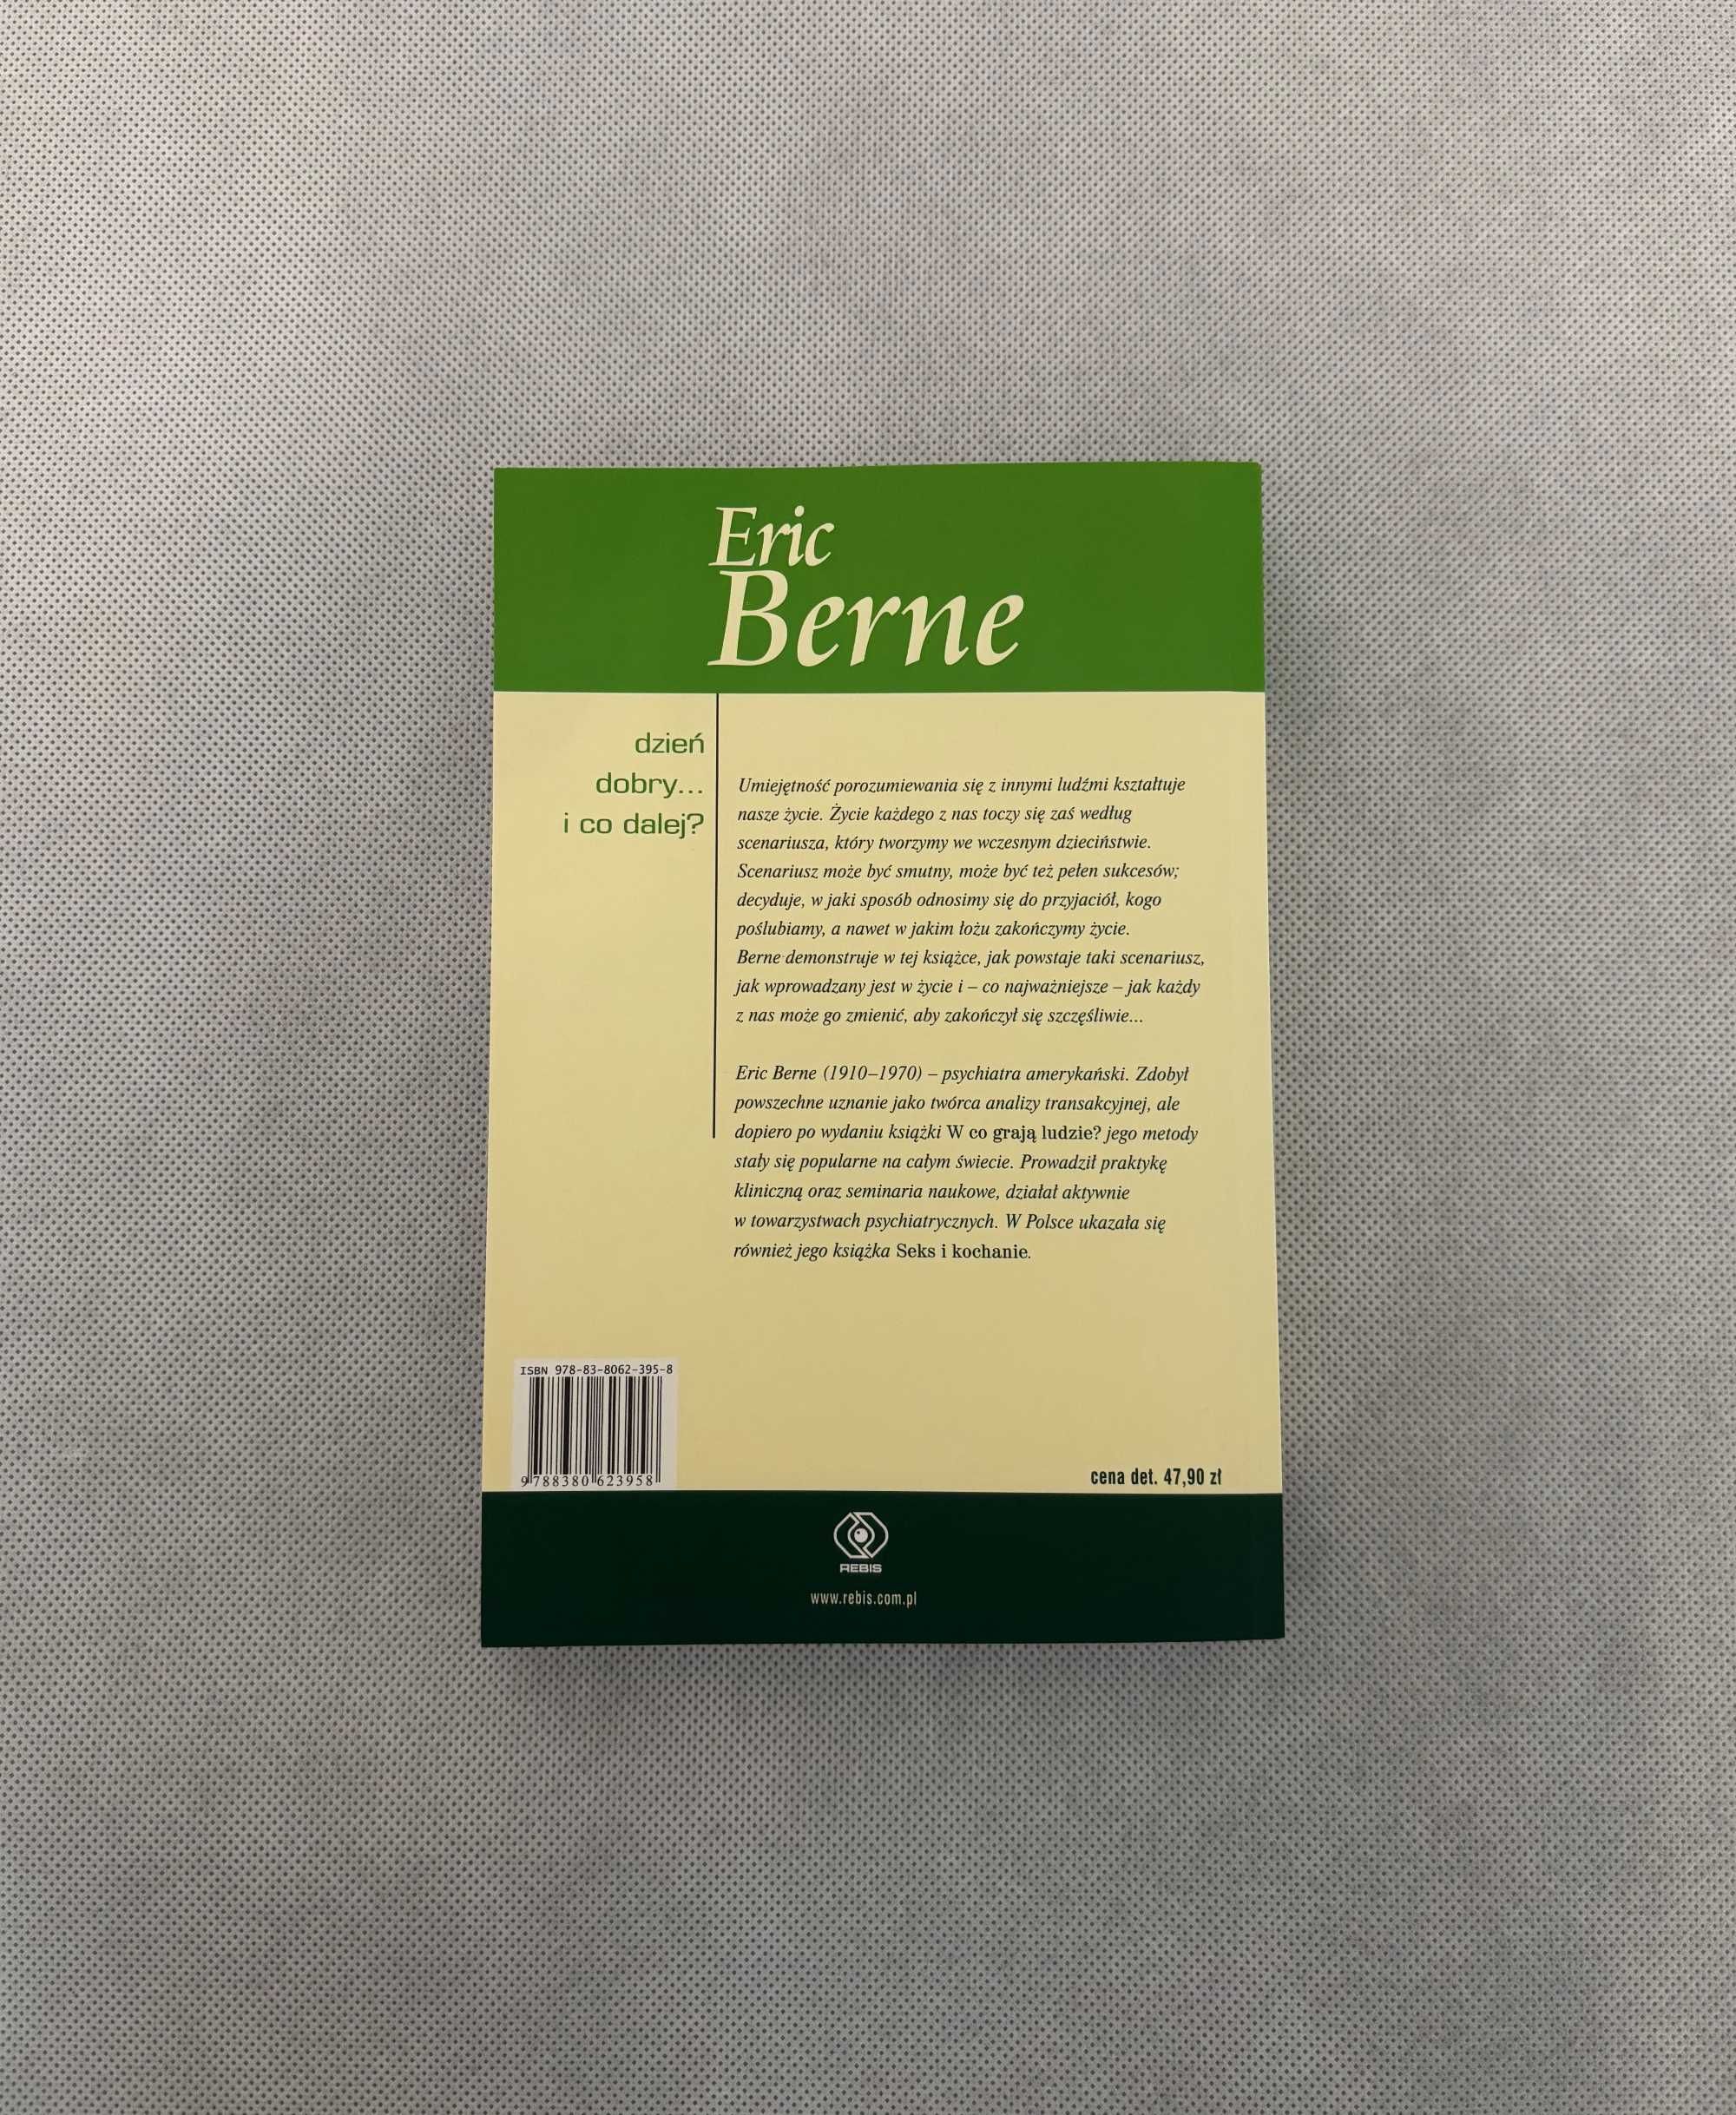 Eric
Berne
dzień
dobry...
i co dalej?
Umiejętność porozumiewania się z innymi ludźmi kształtuje
nasze życie. Życie każdego z nas toczy się zaś według
scenariusza, który tworzymy we wczesnym dzieciństwie.
Scenariusz może być smutny, może być też pełen sukcesów;
decyduje, w jaki sposób odnosimy się do przyjaciół, kogo
poślubiamy, a nawet w jakim łożu zakończymy życie.
Berne demonstruje w tej książce, jak powstaje taki scenariusz,
jak wprowadzany jest w życie i – co najważniejsze – jak każdy
z nas może go zmienić, aby zakończył się szczęśliwie...
Eric Berne (1910–1970) – psychiatra amerykański. Zdobył
powszechne uznanie jako twórca analizy transakcyjnej, ale
dopiero po wydaniu książki W co grają ludzie? jego metody
stały się popularne na całym świecie. Prowadził praktykę
kliniczną oraz seminaria naukowe, działał aktywnie
w towarzystwach psychiatrycznych. W Polsce ukazała się
również jego książka Seks i kochanie.
ISBN 978-83-8062-395-8
9 788380 623958
cena det. 47,90 zł
REBIS
www.rebis.com.pl